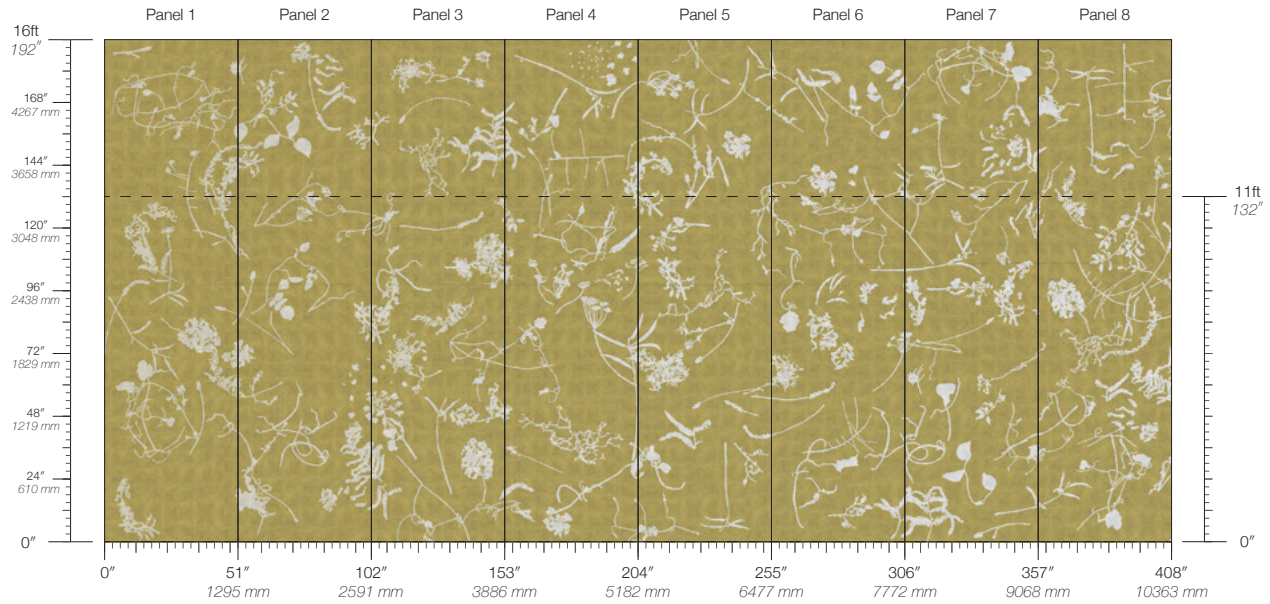 Panel 1 Panel 2 Panel 3 Panel 4 Panel 5 Panel 6 Panel 7 Panel 8
16ft
192″
168″
4267 mm
144″
3658 mm
11ft
132″
120″
3048 mm
96″
2438 mm
72″
1829 mm
48″
1219 mm
24″
610 mm
0″ 0″
0″ 51″ 102″ 153″ 204″ 255″ 306″ 357″ 408″
1295 mm 2591 mm 3886 mm 5182 mm 6477 mm 7772 mm 9068 mm 10363 mm